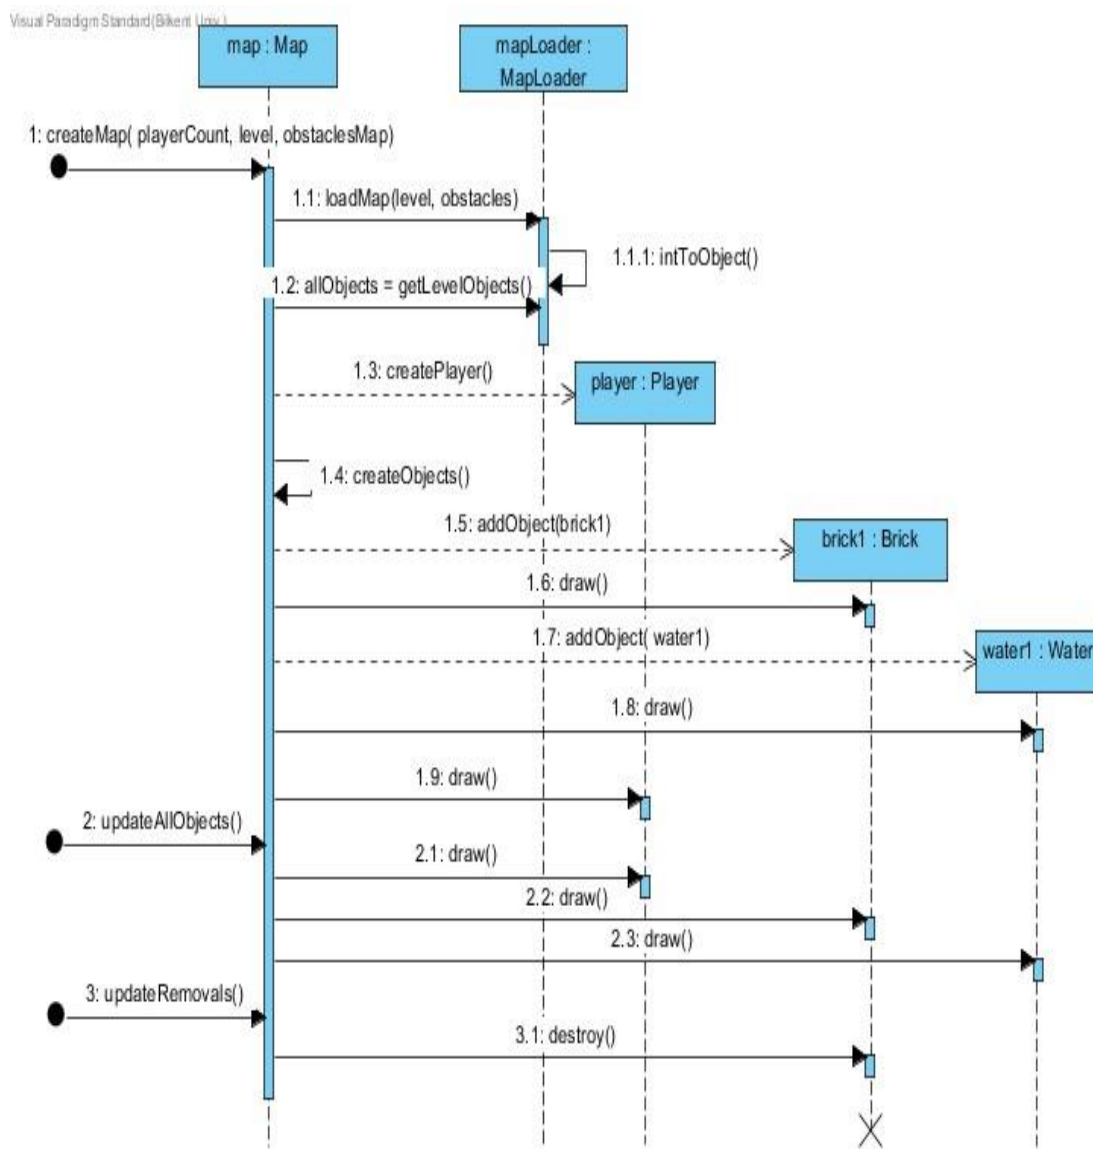 Visual Paradigm Standard(Bilkent Univ.)
map : Map
mapLoader :
MapLoader
1: createMap( playerCount, level, obstaclesMap)
1.1: loadMap(level, obstacles)
1.1.1: intToObject()
1.2: allObjects = getLevelObjects()
1.3: createPlayer()
player : Player
1.4: createObjects()
1.5: addObject(brick1)
brick1 : Brick
1.6: draw()
1.7: addObject( water1)
water1 : Water
1.8: draw()
1.9: draw()
2: updateAllObjects()
2.1: draw()
2.2: draw()
2.3: draw()
3: updateRemovals()
3.1: destroy()